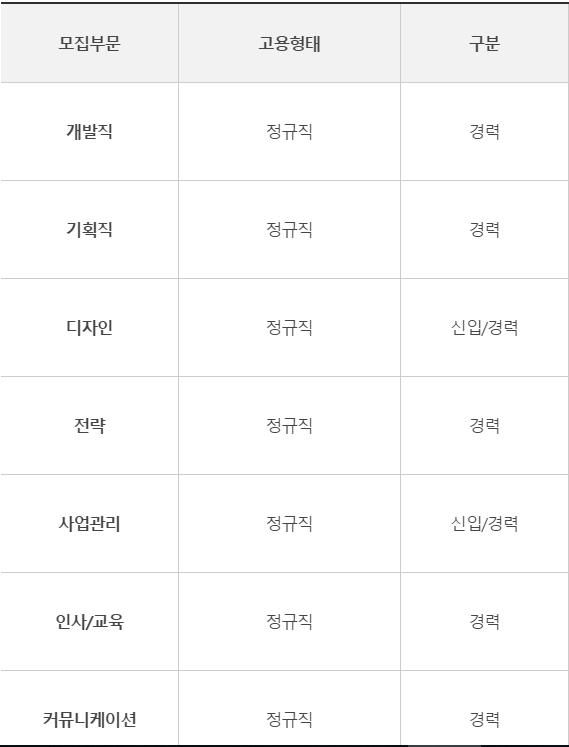 모집부문 고용형태 구분
개발직 정규직 경력
기획직 정규직 경력
디자인 정규직 신입/경력
전략 정규직 경력
사업관리 정규직 신입/경력
인사/교육 정규직 경력
커뮤니케이션 정규직 경력